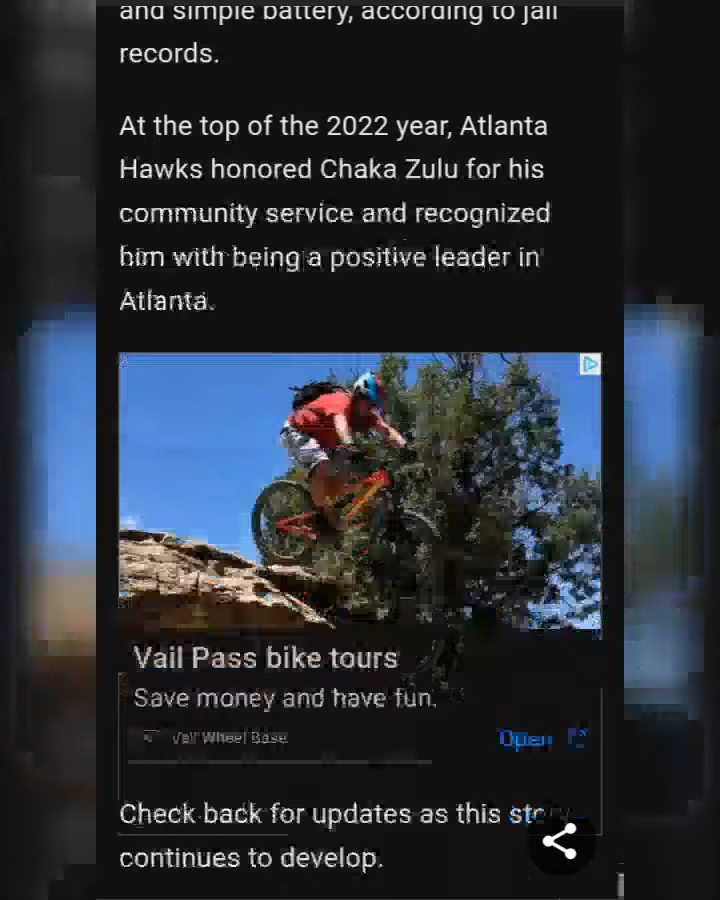 and simple battery, according to jail
records.
At the top of the 2022 year, Atlanta
Hawks honored Chaka Zulu for his
community service and recognized
him with being a positive leader in
Atlanta.
Vail Pass bike tours
Save money and have fun.
Vail Wheel Base
Open
Check back for updates as this story
continues to develop.